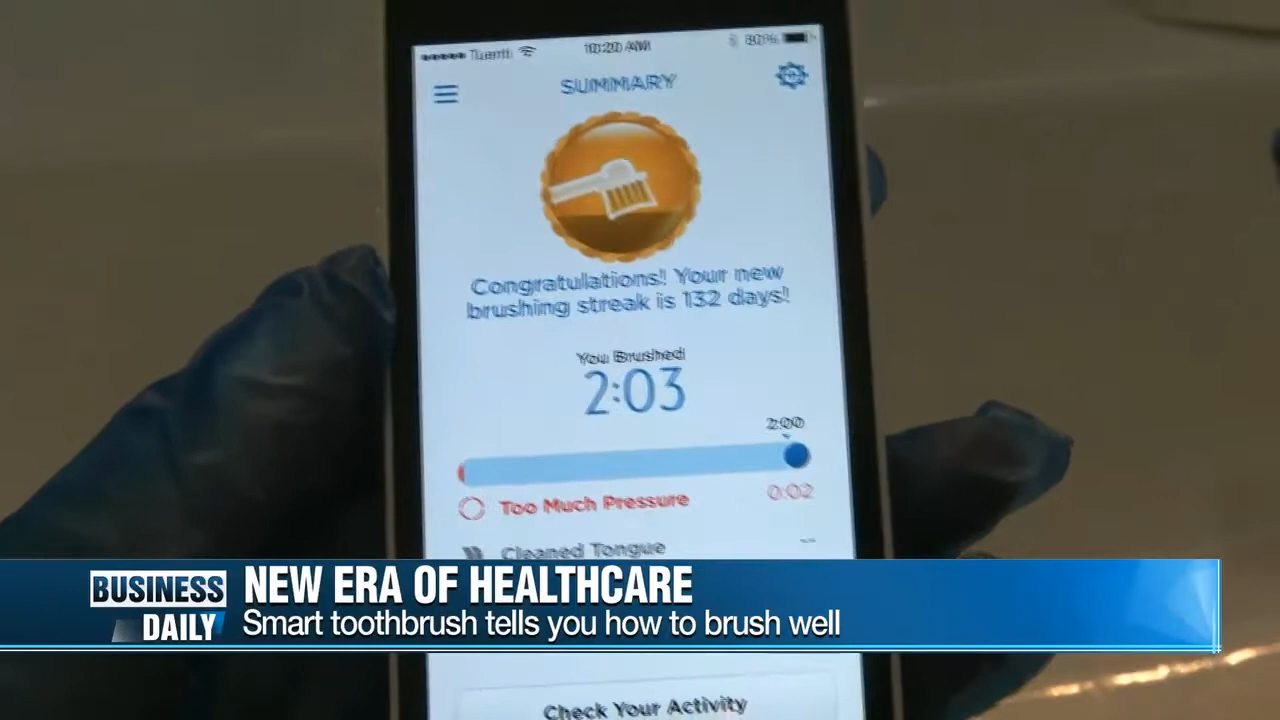 Tuenti
10:20 AM
80%
SUMMARY
Congratulations! Your new
brushing streak is 132 days!
You Brushed
2:03
2:00
Too Much Pressure 0:02
Cleaned Tongue --
BUSINESS
DAILY
NEW ERA OF HEALTHCARE
Smart toothbrush tells you how to brush well
Check Your Activity